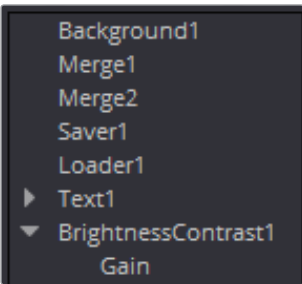 Background1
Merge1
Merge2
Saver1
Loader1
Text1
BrightnessContrast1
Gain